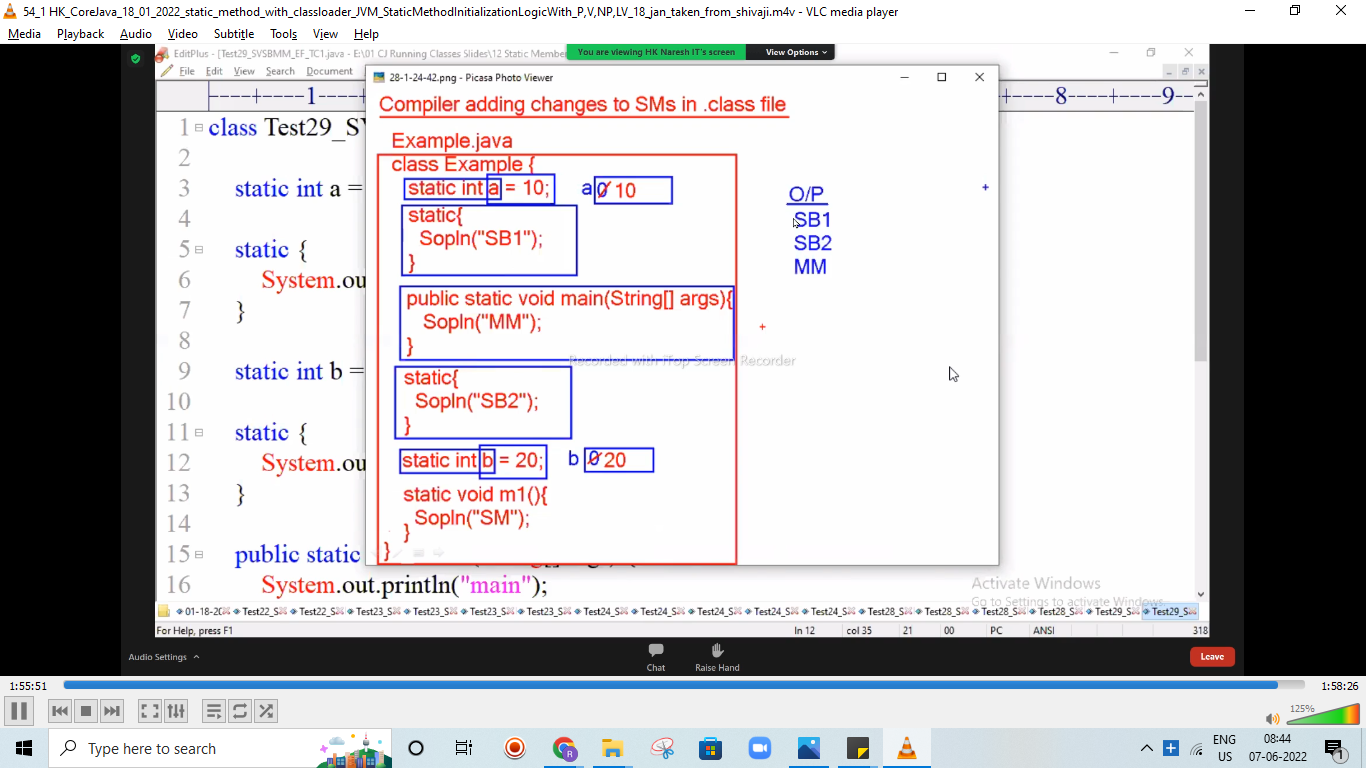 54_1 HK_CoreJava_18_01_2022_static_method_with_classloader_JVM_StaticMethodInitializationLogicWith_P,V,NP,LV_18_jan_taken_from_shivaji.m4v - VLC media player
Media Playback Audio Video Subtitle Tools View Help
EditPlus - [Test29_SVSBMM_EF_TC1.java - E:\01 CJ Running Classes Slides\12 Static Membe
You are viewing HK Naresh IT's screen View Options
File Edit View Search Document
28-1-24-42.png - Picasa Photo Viewer
----+----1---- +----8----+----9--
Compiler adding changes to SMs in .class file
Example.java
class Example {
static int a = 10; a 0 10
static{
Sopln("SB1");
}
public static void main(String[] args){
Sopln("MM");
}
static{
Sopln("SB2");
}
static int b = 20; b 0 20
static void m1(){
Sopln("SM");
}
}
O/P
SB1
SB2
MM
Recorded with iTop Screen Recorder
1 class Test29_SV
2
3 static int a =
4
5 static {
6 System.ou
7 }
8
9 static int b =
10
11 static {
12 System.ou
13 }
14
15 public static
16 System.out.println("main");
Activate Windows
Go to Settings to activate Windows.
01-18-20 Test22_S Test22_S Test23_S Test23_S Test23_S Test23_S Test24_S Test24_S Test24_S Test24_S Test24_S Test28_S Test28_S Test28_S Test28_S Test29_S Test29_S
For Help, press F1 ln 12 col 35 21 00 PC ANSI 318
Audio Settings Chat Raise Hand Leave
1:55:51 1:58:26
125%
Type here to search
ENG
US
08:44
07-06-2022
1